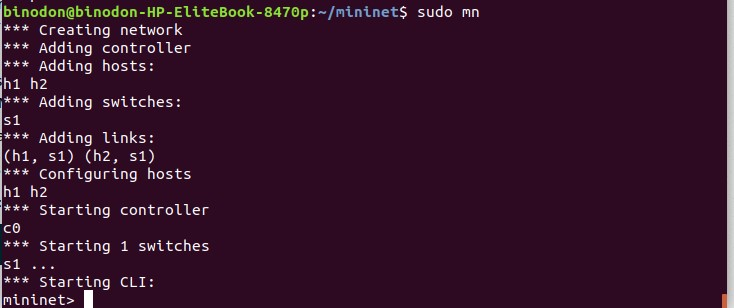 binodon@binodon-HP-EliteBook-8470p:~/mininet$ sudo mn
*** Creating network
*** Adding controller
*** Adding hosts:
h1 h2
*** Adding switches:
s1
*** Adding links:
(h1, s1) (h2, s1)
*** Configuring hosts
h1 h2
*** Starting controller
c0
*** Starting 1 switches
s1 ...
*** Starting CLI:
mininet>